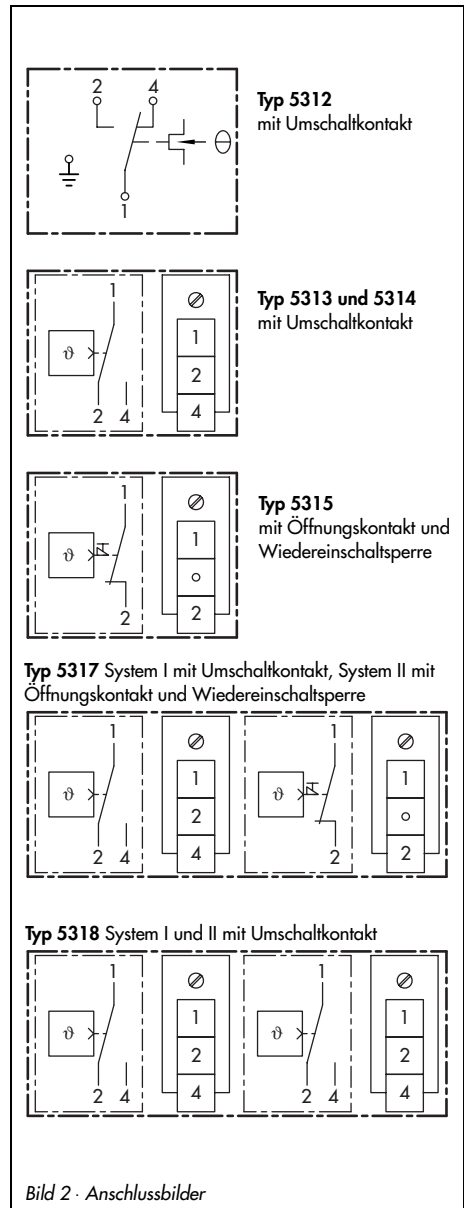 2 4
1
Typ 5312
mit Umschaltkontakt
1
ϑ
2 4
1
2
4
Typ 5313 und 5314
mit Umschaltkontakt
1
ϑ
2
1
2
Typ 5315
mit Öffnungskontakt und
Wiedereinschaltsperre
Typ 5317 System I mit Umschaltkontakt, System II mit
Öffnungskontakt und Wiedereinschaltsperre
1
ϑ
2 4
1
2
4
1
ϑ
2
1
2
Typ 5318 System I und II mit Umschaltkontakt
1
ϑ
2 4
1
2
4
1
ϑ
2 4
1
2
4
Bild 2 · Anschlussbilder